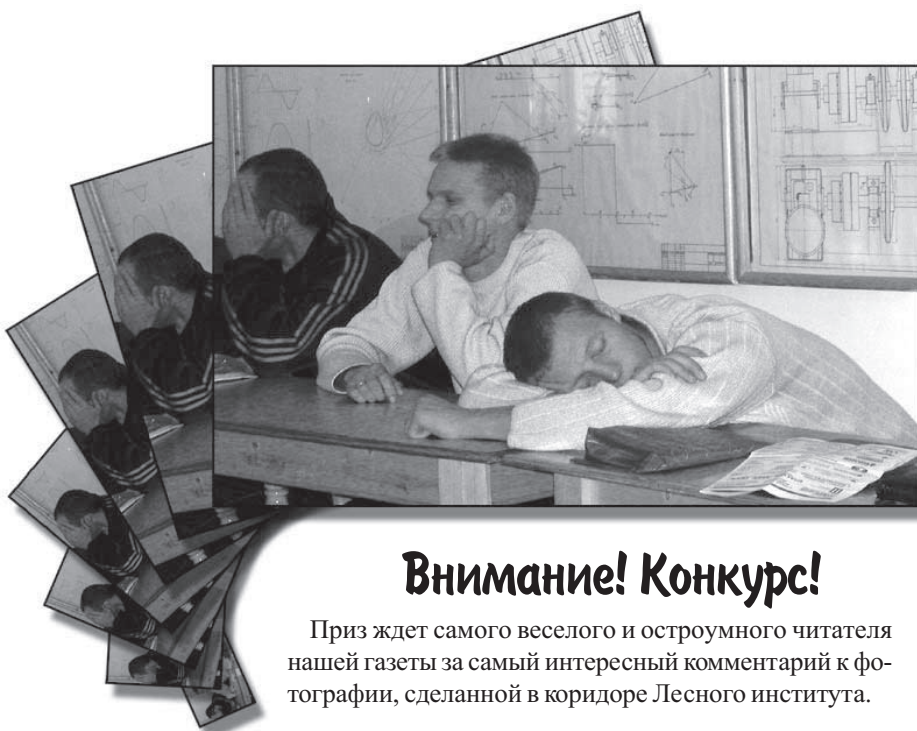 Внимание! Конкурс!
Приз ждет самого веселого и остроумного читателя
нашей газеты за самый интересный комментарий к фо-
тографии, сделанной в коридоре Лесного института.